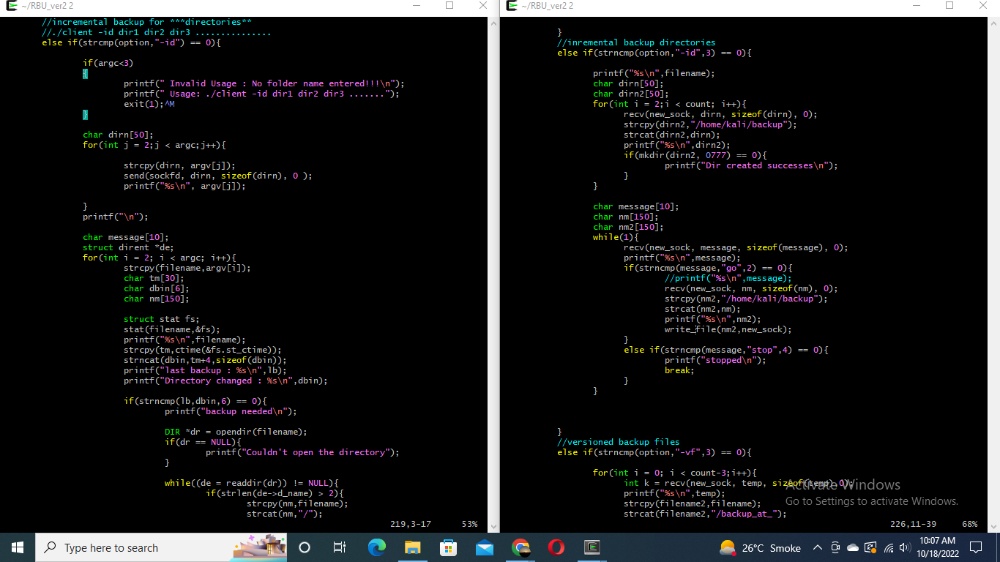 ~/RBU_ver2 2
//incremental backup for ***directories**
//./client -id dir1 dir2 dir3 ...............
else if(strcmp(option,"-id") == 0){
if(argc<3)
{
printf(" Invalid Usage : No folder name entered!!!\n");
printf(" Usage: ./client -id dir1 dir2 dir3 .......");
exit(1);^M
}
char dirn[50];
for(int j = 2;j < argc;j++){
strcpy(dirn, argv[j]);
send(sockfd, dirn, sizeof(dirn), 0 );
printf("%s\n", argv[j]);
}
printf("\n");
char message[10];
struct dirent *de;
for(int i = 2; i < argc; i++){
strcpy(filename,argv[i]);
char tm[30];
char dbin[6];
char nm[150];
struct stat fs;
stat(filename,&fs);
printf("%s\n",filename);
strcpy(tm,ctime(&fs.st_ctime));
strncat(dbin,tm+4,sizeof(dbin));
printf("last backup : %s\n",lb);
printf("Directory changed : %s\n",dbin);
if(strncmp(lb,dbin,6) == 0){
printf("backup needed\n");
DIR *dr = opendir(filename);
if(dr == NULL){
printf("Couldn't open the directory");
}
while((de = readdir(dr)) != NULL){
if(strlen(de->d_name) > 2){
strcpy(nm,filename);
strcat(nm,"/");
219,3-17 53%
~/RBU_ver2 2
}
//inremental backup directories
else if(strncmp(option,"-id",3) == 0){
printf("%s\n",filename);
char dirn[50];
char dirn2[50];
for(int i = 2;i < count; i++){
recv(new_sock, dirn, sizeof(dirn), 0);
strcpy(dirn2,"/home/kali/backup");
strcat(dirn2,dirn);
printf("%s\n",dirn2);
if(mkdir(dirn2, 0777) == 0){
printf("Dir created successes\n");
}
}
char message[10];
char nm[150];
char nm2[150];
while(1){
recv(new_sock, message, sizeof(message), 0);
printf("%s\n",message);
if(strncmp(message,"go",2) == 0){
//printf("%s\n",message);
recv(new_sock, nm, sizeof(nm), 0);
strcpy(nm2,"/home/kali/backup");
strcat(nm2,nm);
printf("%s\n",nm2);
write_file(nm2,new_sock);
}
else if(strncmp(message,"stop",4) == 0){
printf("stopped\n");
break;
}
}
}
//versioned backup files
else if(strncmp(option,"-vf",3) == 0){
for(int i = 0; i < count-3;i++){
int k = recv(new_sock, temp, sizeof(temp),0);
printf("%s\n",temp);
strcpy(filename2,filename);
strcat(filename2,"/backup_at_");
226,11-39 68%
Activate Windows
Go to Settings to activate Windows.
Type here to search
26°C Smoke
10:07 AM
10/18/2022